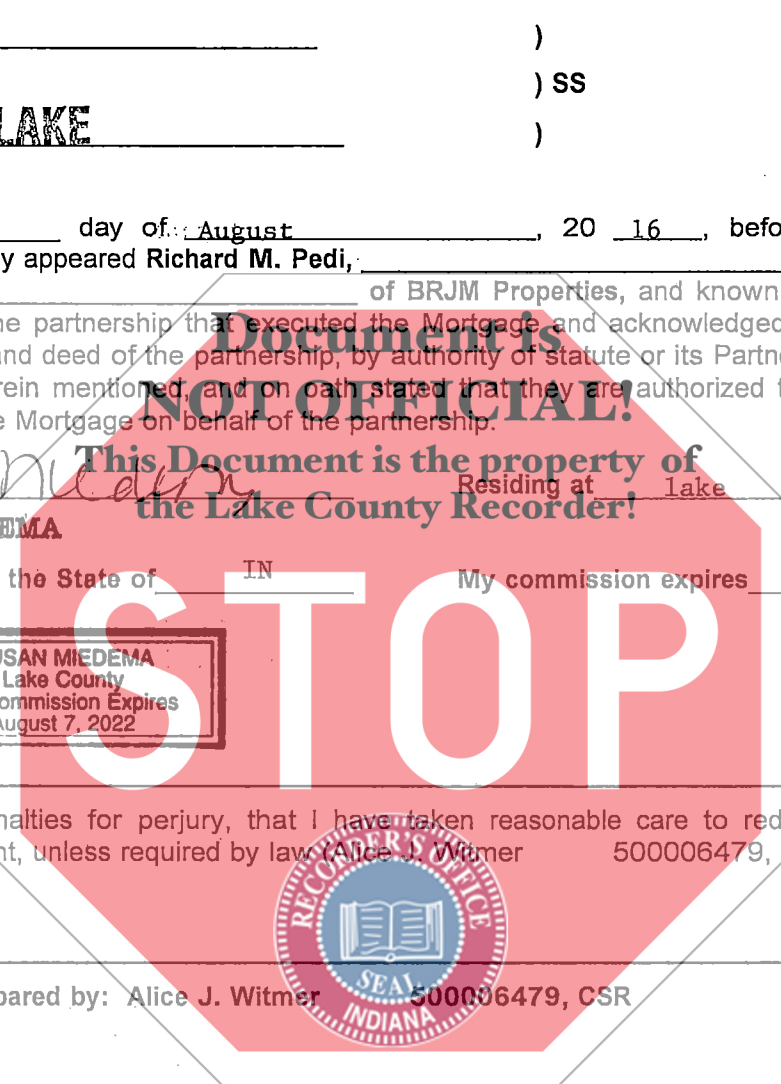 )
) SS
LAKE )
day of August , 20 16 , befo
y appeared Richard M. Pedi,
of BRJM Properties, and known
he partnership that executed the Mortgage and acknowledged
and deed of the partnership, by authority of statute or its Partne
rein mentioned, and on oath stated that they are authorized t
e Mortgage on behalf of the partnership.
Document is
NOT OFFICIAL!
This Document is the property of
the Lake County Recorder!
Residing at lake
EMA
the State of IN My commission expires
STOP
USAN MIEDEMA
Lake County
ommission Expires
August 7, 2022
nalties for perjury, that I have taken reasonable care to red
nt, unless required by law (Alice J. Witmer 500006479,
RECORDER'S OFFICE
SEAL
INDIANA
pared by: Alice J. Witmer 500006479, CSR